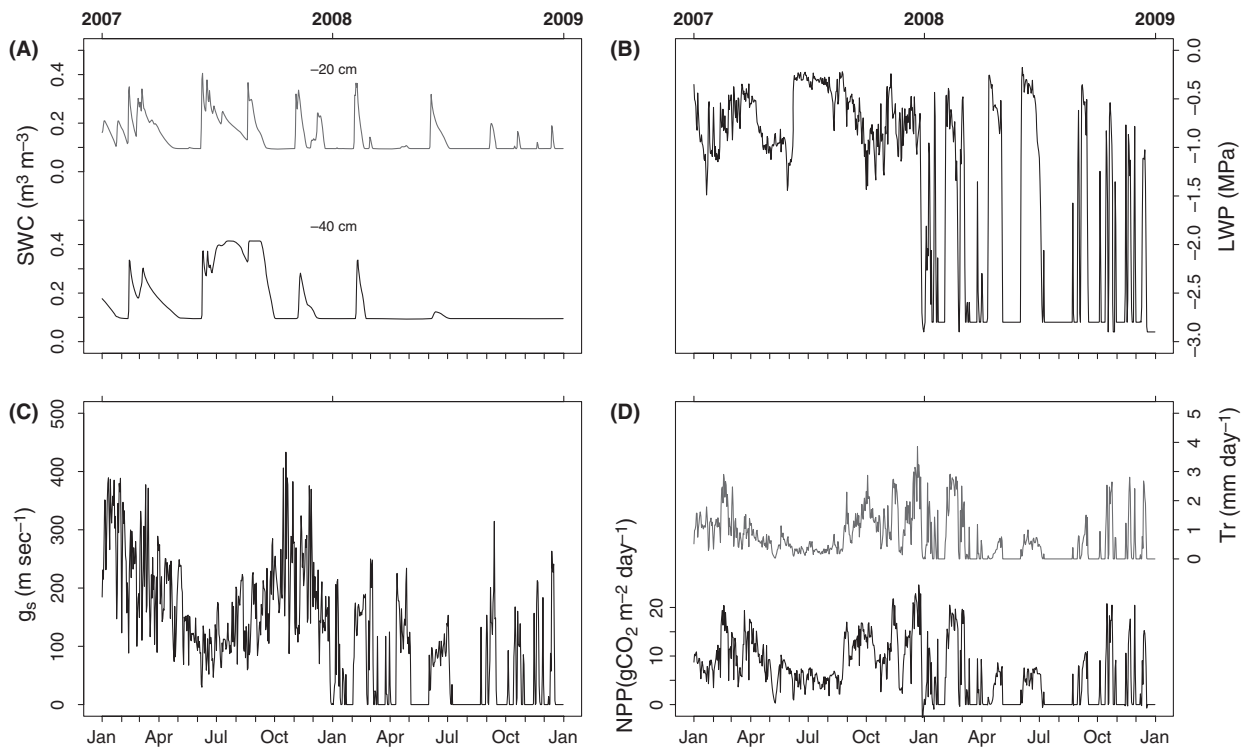 2007 2008 2009
(A)
SWC (m³ m⁻³)
0.4
0.2
0.0
−20 cm
0.4
0.2
0.0
−40 cm
2007 2008 2009
(B)
0.0
−0.5
−1.0
−1.5
−2.0
−2.5
−3.0
LWP (MPa)
(C)
gₛ (m sec⁻¹)
500
400
300
200
100
0
Jan Apr Jul Oct Jan Apr Jul Oct Jan
(D)
5
4
3
2
1
0
Tr (mm day⁻¹)
NPP(gCO₂ m⁻² day⁻¹)
20
10
0
Jan Apr Jul Oct Jan Apr Jul Oct Jan